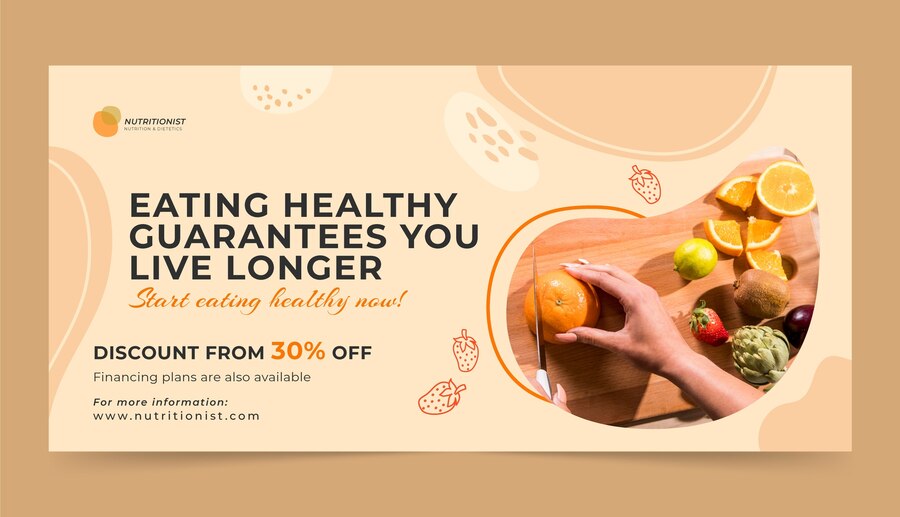 NUTRITIONIST
NUTRITION & DIETETICS
EATING HEALTHY
GUARANTEES YOU
LIVE LONGER
Start eating healthy now!
DISCOUNT FROM 30% OFF
Financing plans are also available
For more information:
www.nutritionist.com